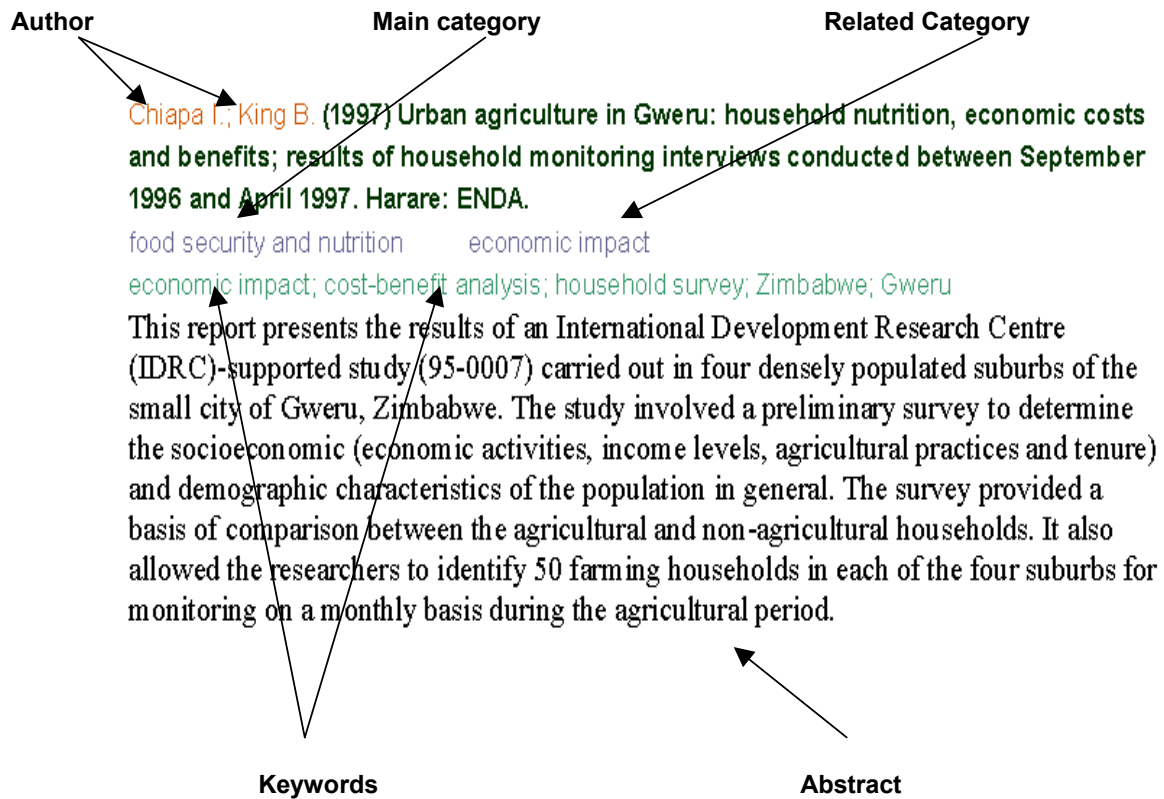 Author Main category Related Category
Chiapa I.; King B. (1997) Urban agriculture in Gweru: household nutrition, economic costs
and benefits; results of household monitoring interviews conducted between September
1996 and April 1997. Harare: ENDA.
food security and nutrition economic impact
economic impact; cost-benefit analysis; household survey; Zimbabwe; Gweru
This report presents the results of an International Development Research Centre
(IDRC)-supported study (95-0007) carried out in four densely populated suburbs of the
small city of Gweru, Zimbabwe. The study involved a preliminary survey to determine
the socioeconomic (economic activities, income levels, agricultural practices and tenure)
and demographic characteristics of the population in general. The survey provided a
basis of comparison between the agricultural and non-agricultural households. It also
allowed the researchers to identify 50 farming households in each of the four suburbs for
monitoring on a monthly basis during the agricultural period.
Keywords Abstract